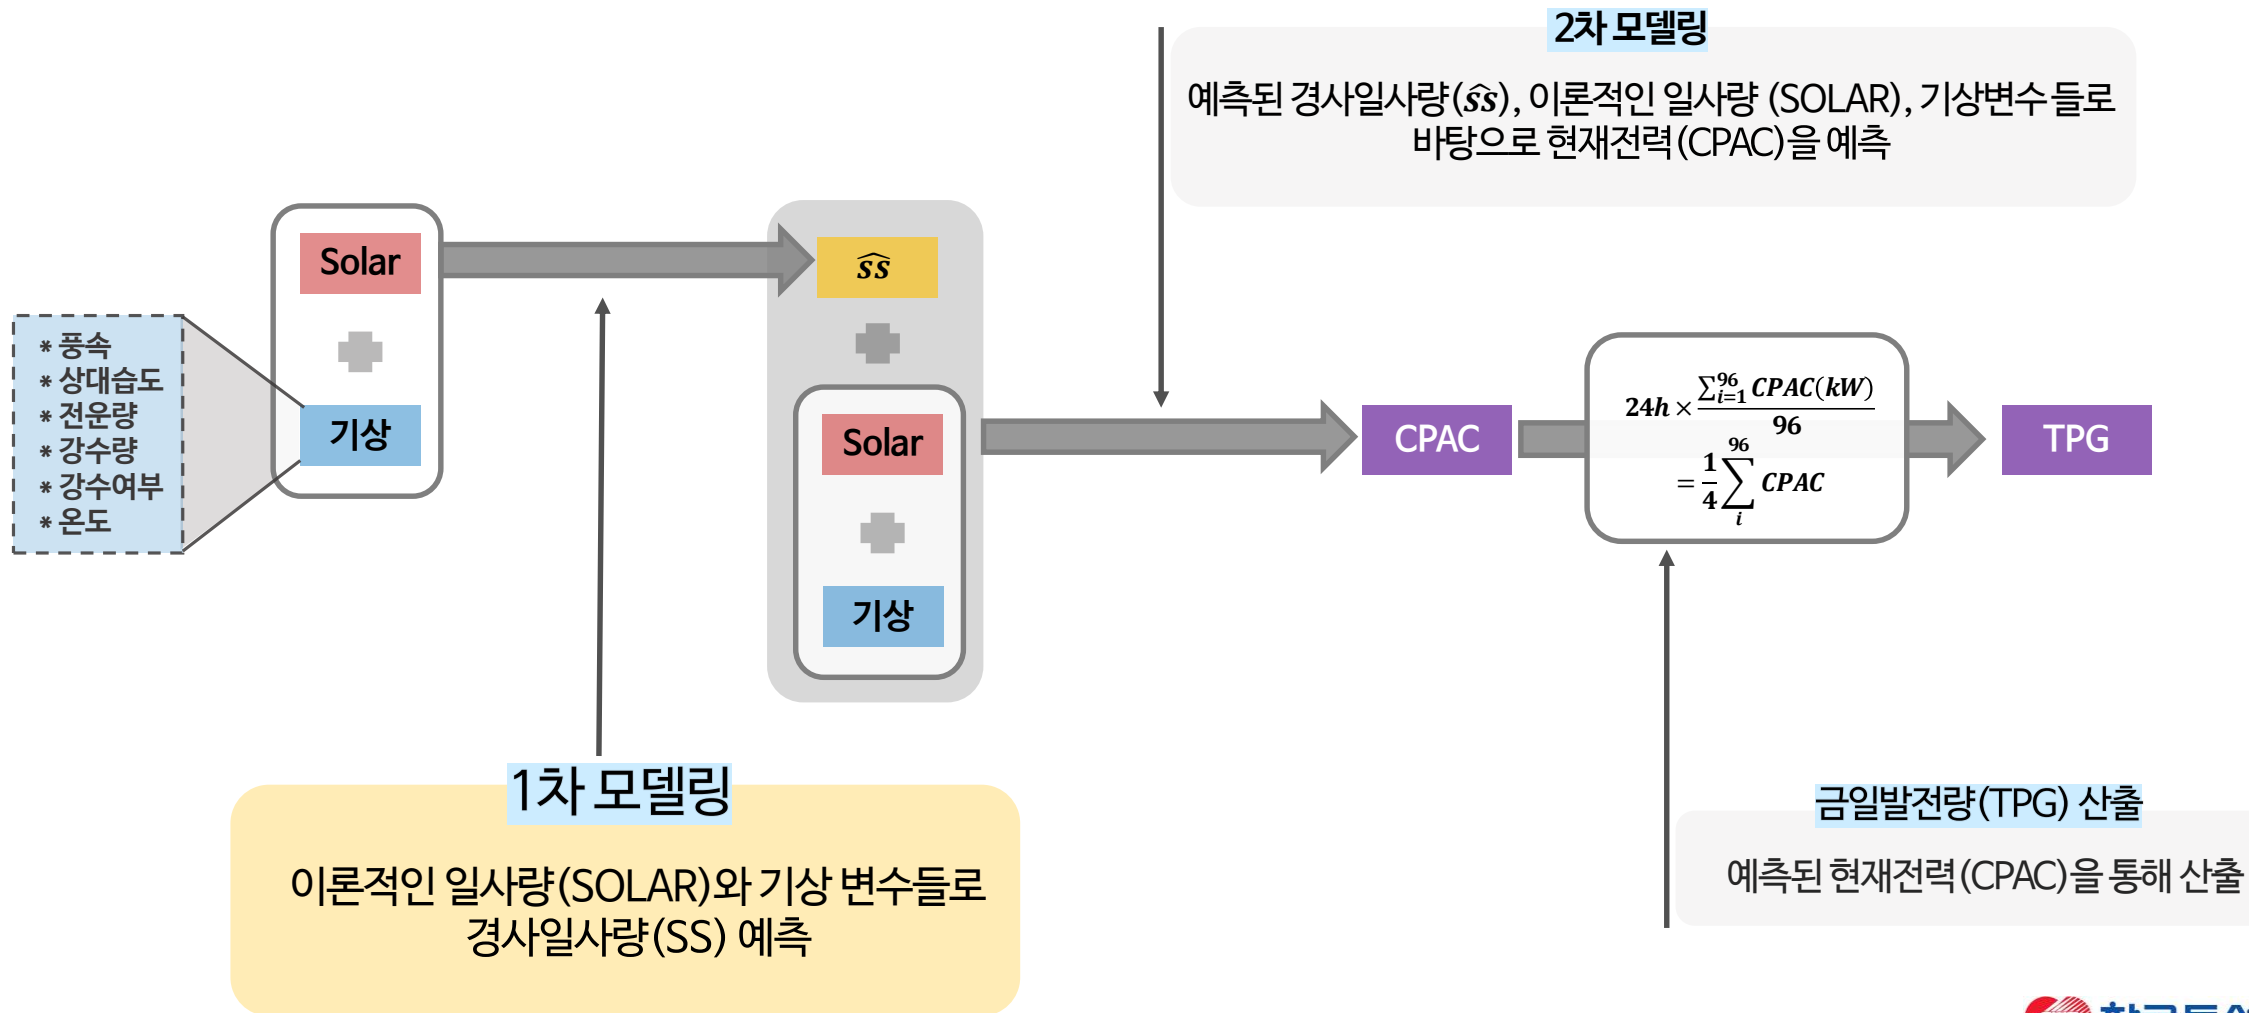 2차 모델링
예측된 경사일사량(ŝs), 이론적인 일사량 (SOLAR), 기상변수 들로
바탕으로 현재전력(CPAC)을 예측
Solar
기상
* 풍속
* 상대습도
* 전운량
* 강수량
* 강수여부
* 온도
ŝs
Solar
기상
CPAC
24h × ∑_{i=1}^{96} CPAC(kW) / 96
= 1/4 ∑_{i}^{96} CPAC
TPG
1차 모델링
이론적인 일사량(SOLAR)와 기상 변수들로
경사일사량(SS) 예측
금일발전량(TPG) 산출
예측된 현재전력(CPAC)을 통해 산출